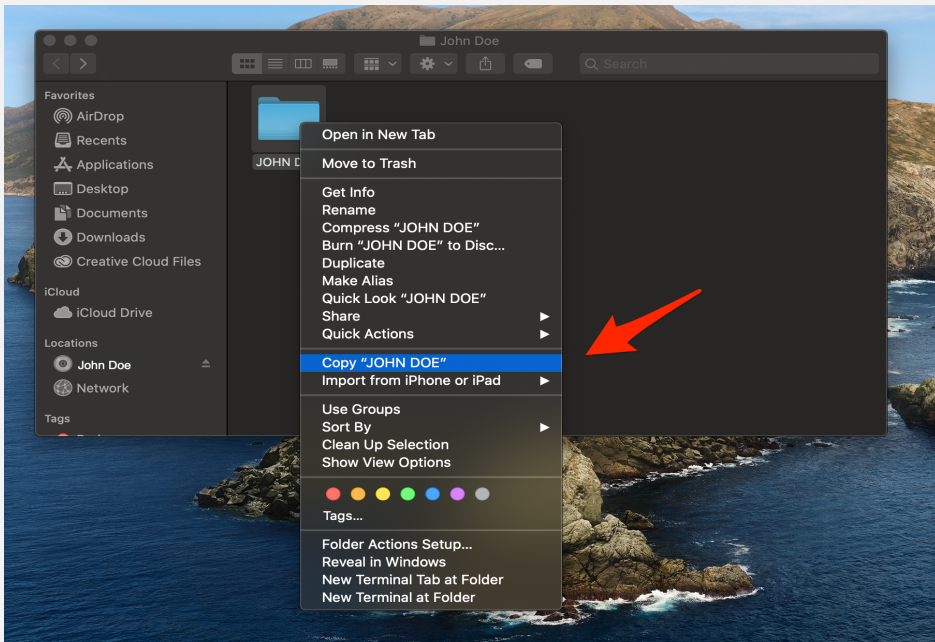 John Doe
Search
Favorites
AirDrop
Recents
Applications
Desktop
Documents
Downloads
Creative Cloud Files
iCloud
iCloud Drive
Locations
John Doe
Network
Tags
JOHN D
Open in New Tab
Move to Trash
Get Info
Rename
Compress “JOHN DOE”
Burn “JOHN DOE” to Disc...
Duplicate
Make Alias
Quick Look “JOHN DOE”
Share
Quick Actions
Copy “JOHN DOE”
Import from iPhone or iPad
Use Groups
Sort By
Clean Up Selection
Show View Options
Tags...
Folder Actions Setup...
Reveal in Windows
New Terminal Tab at Folder
New Terminal at Folder